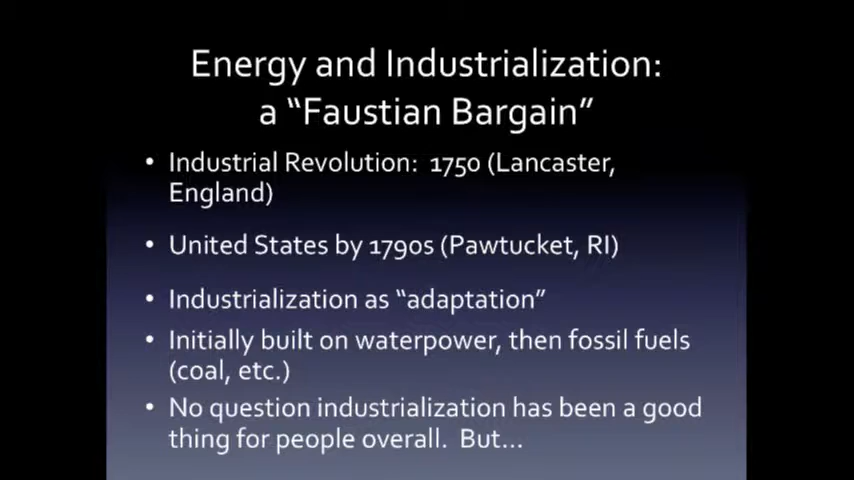 Energy and Industrialization:
a “Faustian Bargain”
• Industrial Revolution:  1750 (Lancaster,
England)
• United States by 1790s (Pawtucket, RI)
• Industrialization as “adaptation”
• Initially built on waterpower, then fossil fuels
(coal, etc.)
• No question industrialization has been a good
thing for people overall.  But…